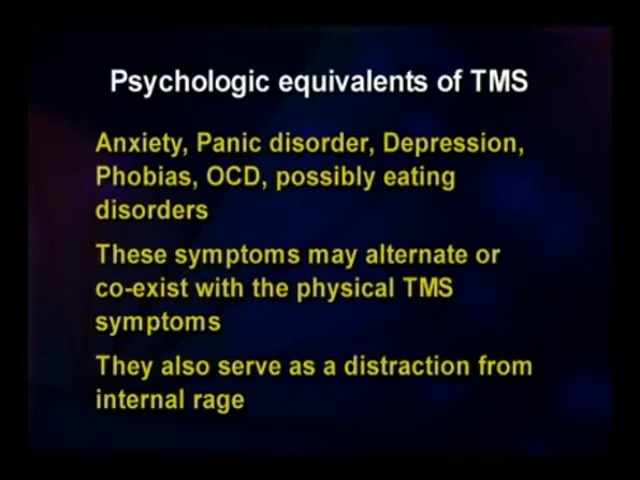 Psychologic equivalents of TMS
Anxiety, Panic disorder, Depression,
Phobias, OCD, possibly eating
disorders
These symptoms may alternate or
co-exist with the physical TMS
symptoms
They also serve as a distraction from
internal rage